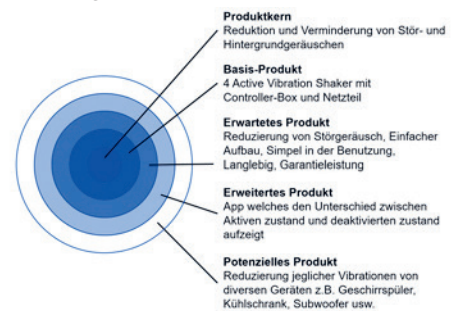 Produktkern
Reduktion und Verminderung von Stör- und
Hintergrundgeräuschen
Basis-Produkt
4 Active Vibration Shaker mit
Controller-Box und Netzteil
Erwartetes Produkt
Reduzierung von Störgeräusch, Einfacher
Aufbau, Simpel in der Benutzung,
Langlebig, Garantieleistung
Erweitertes Produkt
App welches den Unterschied zwischen
Aktiven zustand und deaktivierten zustand
aufzeigt
Potenzielles Produkt
Reduzierung jeglicher Vibrationen von
diversen Geräten z.B. Geschirrspüler,
Kühlschrank, Subwoofer usw.